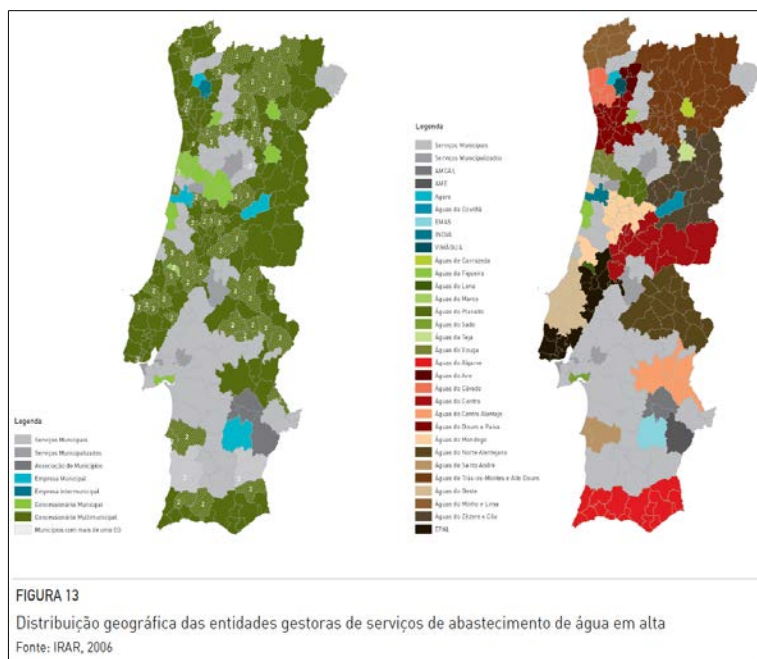 Legenda
Serviços Municipais
Serviços Municipalizados
Associação de Municípios
Empresa Municipal
Empresa Intermunicipal
Concessionária Municipal
Concessionária Multimunicipal
Municípios com mais de uma EG
Legenda
Serviços Municipais
Serviços Municipalizados
AMGAL
AME
Águas da Covilhã
EMAS
INOVA
VIMÁGUA
Águas de Carrazeda
Águas da Figueira
Águas do Lena
Águas do Marco
Águas do Planalto
Águas do Sado
Águas da Teja
Águas do Vouga
Águas do Algarve
Águas do Ave
Águas do Cávado
Águas do Centro
Águas do Centro Alentejo
Águas do Douro e Paiva
Águas do Mondego
Águas do Norte Alentejano
Águas de Santo André
Águas de Trás-os-Montes e Alto Douro
Águas do Oeste
Águas do Minho e Lima
Águas do Zêzere e Côa
EPAL
FIGURA 13
Distribuição geográfica das entidades gestoras de serviços de abastecimento de água em alta
Fonte: IRAR, 2006